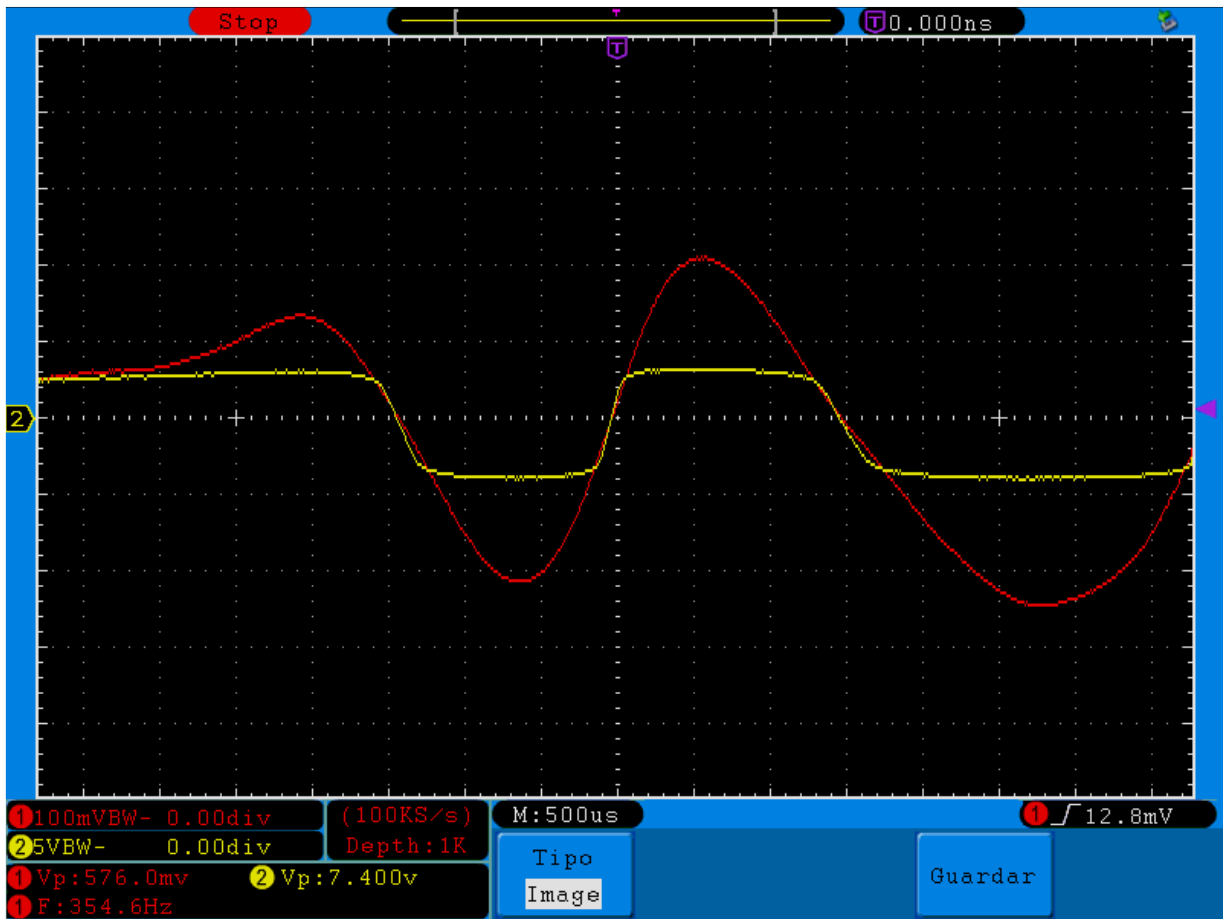 Stop T 0.000ns
T
2
1 100mVBW- 0.00div (100KS/s) M:500us 1 12.8mV
2 5VBW- 0.00div Depth:1K
1 Vp:576.0mv 2 Vp:7.400v
1 F:354.6Hz
Tipo
Image
Guardar